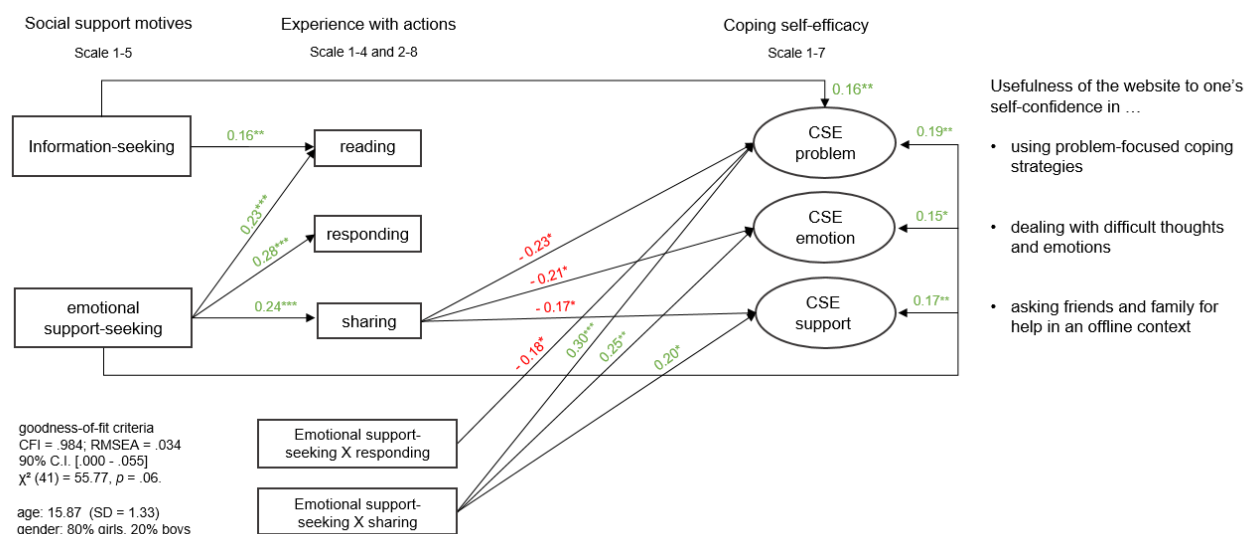 Social support motives
Scale 1-5
Experience with actions
Scale 1-4 and 2-8
Coping self-efficacy
Scale 1-7
Usefulness of the website to one's
self-confidence in …
• using problem-focused coping
strategies
• dealing with difficult thoughts
and emotions
• asking friends and family for
help in an offline context
Information-seeking
0.16**
reading
0.16**
CSE
problem
0.19**
0.23***
0.28***
responding
CSE
emotion
0.15*
emotional
support-seeking
0.24***
sharing
CSE
support
0.17**
- 0.23*
- 0.21*
- 0.17*
- 0.18*
0.30***
0.25**
0.20*
Emotional support-
seeking X responding
Emotional support-
seeking X sharing
goodness-of-fit criteria
CFI = .984; RMSEA = .034
90% C.I. [.000 - .055]
χ² (41) = 55.77, p = .06.
age: 15.87 (SD = 1.33)
gender: 80% girls, 20% boys